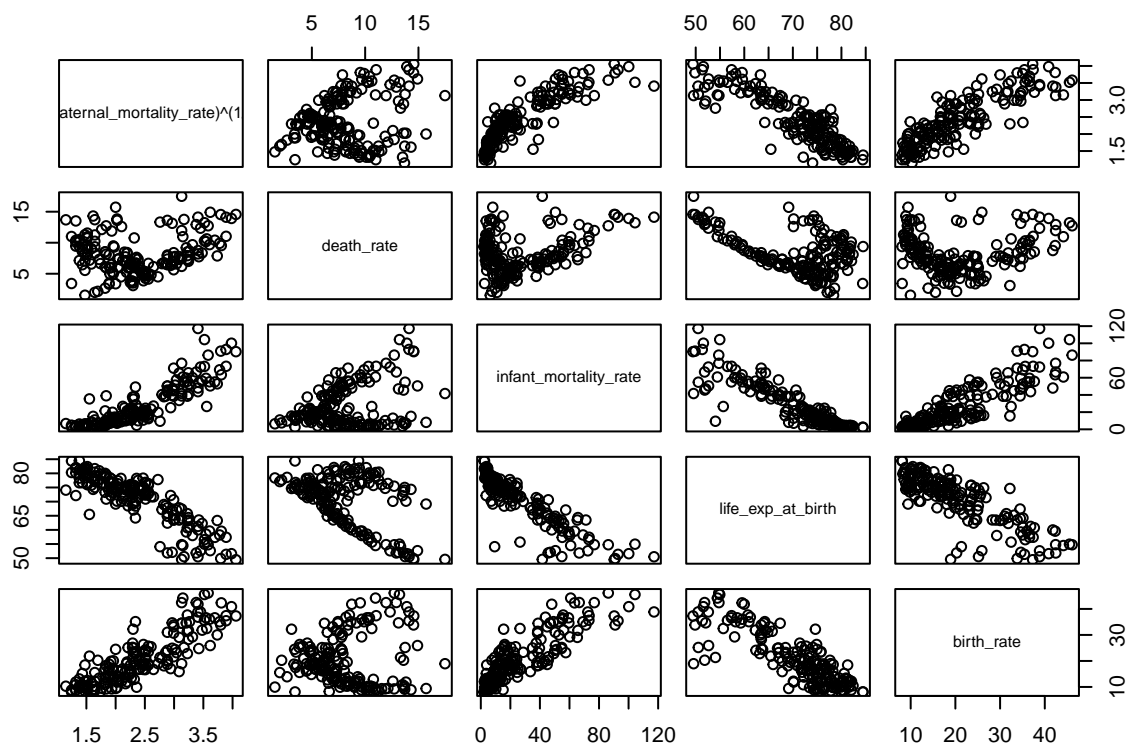 5 10 15
50 60 70 80
aternal_mortality_rate)^(1
1.5 3.0
5 15
death_rate
infant_mortality_rate
0 60 120
50 65 80
life_exp_at_birth
birth_rate
10 30
1.5 2.5 3.5
0 40 80 120
10 20 30 40